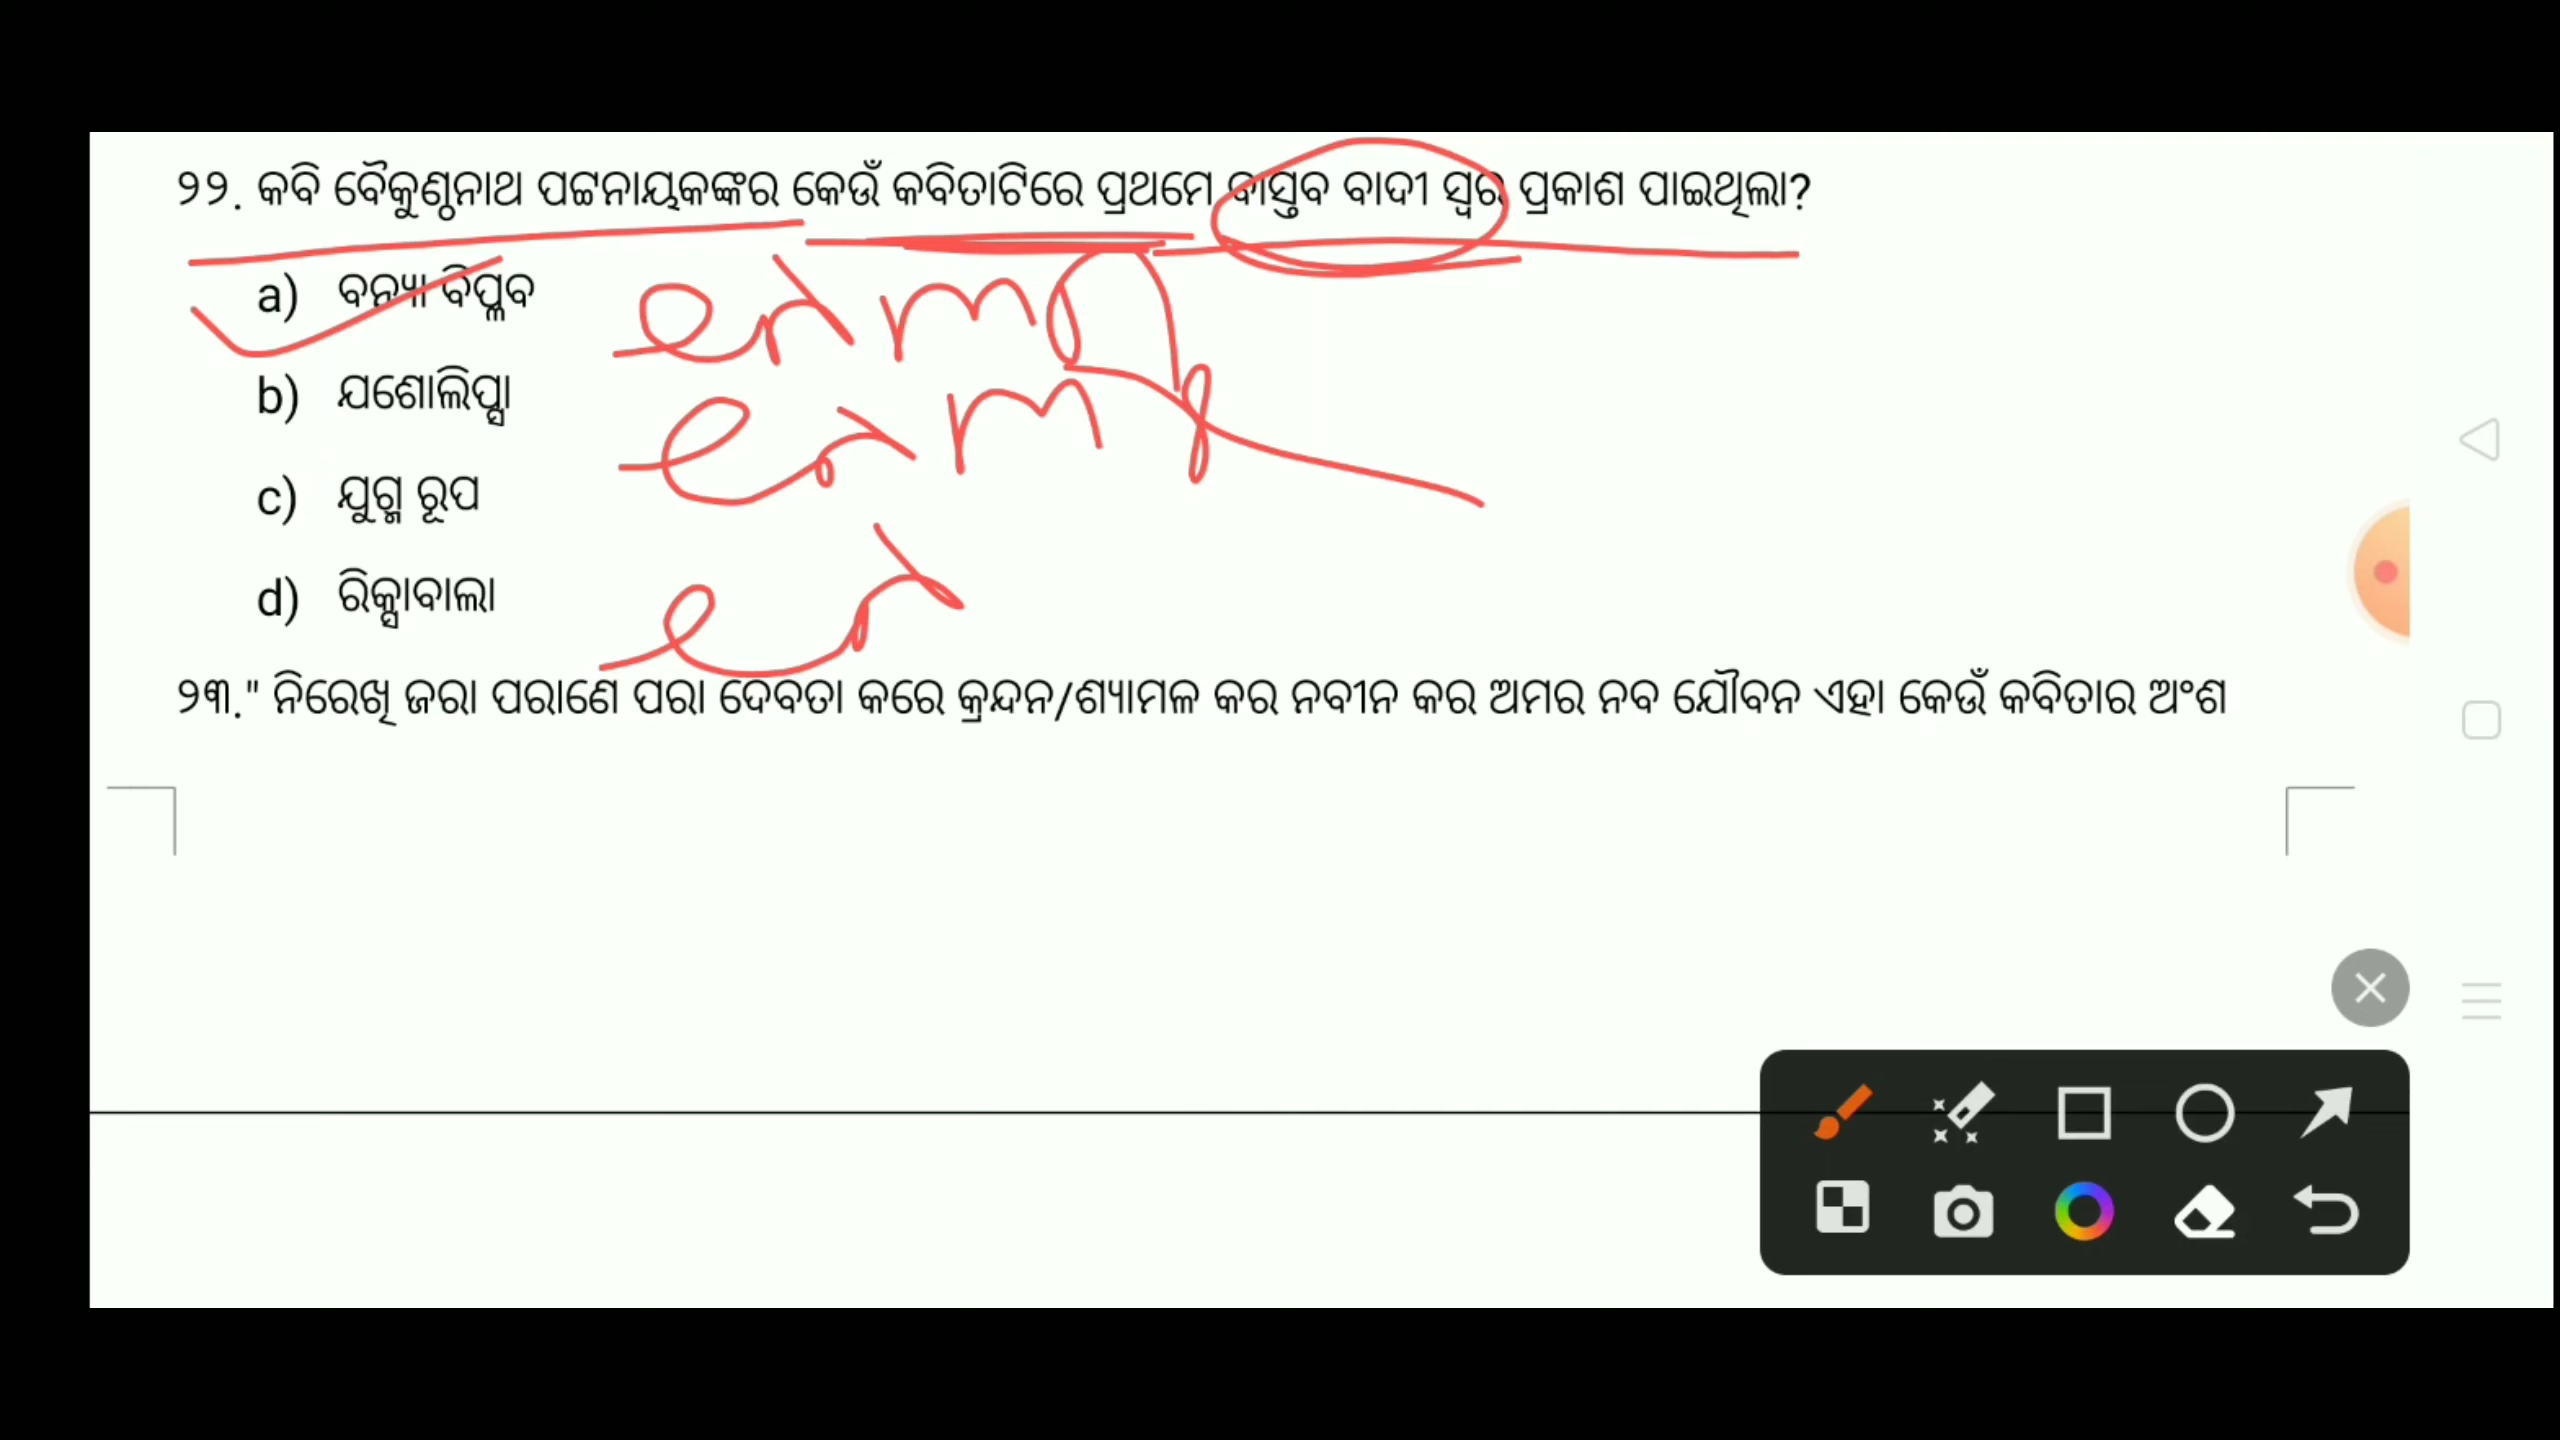 ୨୨. କବି ବୈକୁଣ୍ଠନାଥ ପଟ୍ଟନାୟକଙ୍କର କେଉଁ କବିତାଟିରେ ପ୍ରଥମେ ବାସ୍ତବ ବାଦୀ ସ୍ୱର ପ୍ରକାଶ ପାଇଥିଲା?
a) ବନ୍ୟା ବିପ୍ଳବ
b) ଯଶୋଲିପ୍ସା
c) ଯୁଗ୍ମ ରୂପ
d) ରିକ୍ସାବାଲା
୨୩." ନିରେଖି ଜରା ପରାଣେ ପରା ଦେବତା କରେ କ୍ରନ୍ଦନ/ଶ୍ୟାମଳ କର ନବୀନ କର ଅମର ନବ ଯୌବନ ଏହା କେଉଁ କବିତାର ଅଂଶ